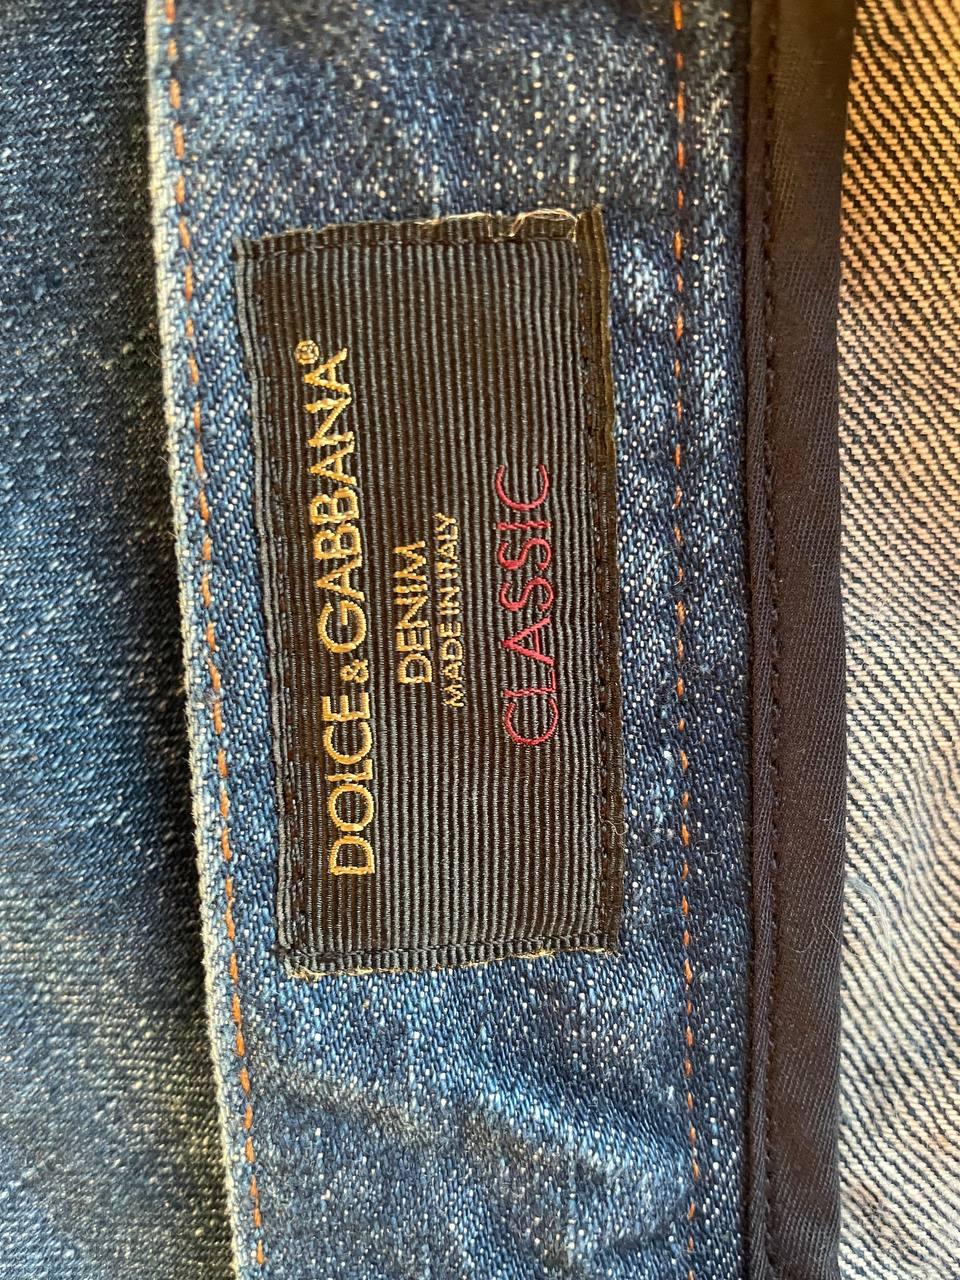 DOLCE & GABBANA®
DENIM
MADE IN ITALY
CLASSIC